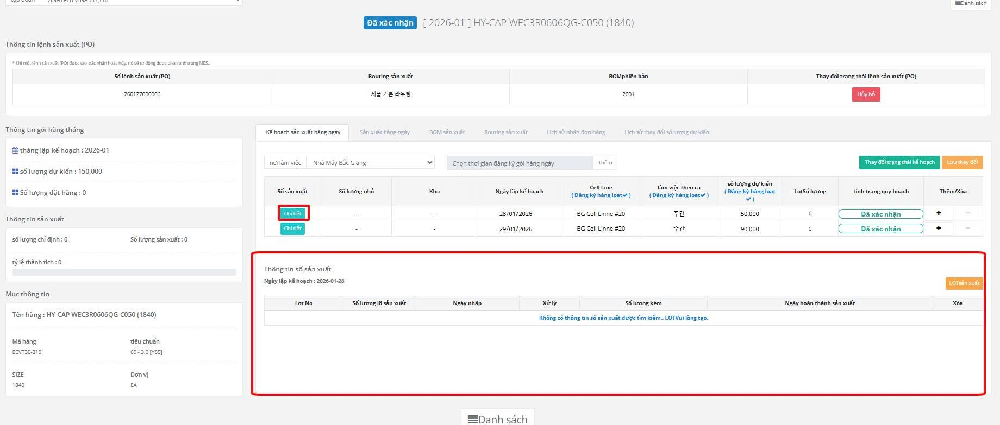 Danh sách
Đã xác nhận [ 2026-01 ] HY-CAP WEC3R0606QG-C050 (1840)
Thông tin lệnh sản xuất (PO)
* Khi một lệnh sản xuất (PO) được tạo, xác nhận hoặc hủy, nó sẽ tự động được phản ánh trong MES..
Số lệnh sản xuất (PO) Routing sản xuất BOMphiên bản Thay đổi trạng thái lệnh sản xuất (PO)
260127000006 제품 기본 라우팅 2001 Hủy bỏ
Thông tin gói hàng tháng
tháng lập kế hoạch : 2026-01
số lượng dự kiến : 150,000
Số lượng đặt hàng : 0
Thông tin sản xuất
số lượng chỉ định : 0 Số lượng sản xuất : 0
tỷ lệ thành tích : 0
Mục thông tin
Tên hàng : HY-CAP WEC3R0606QG-C050 (1840)
Mã hàng tiêu chuẩn
ECVT30-319 60 - 3.0 [Y85]
SIZE Đơn vị
1840 EA
Kế hoạch sản xuất hàng ngày Sản xuất hàng ngày BOM sản xuất Routing sản xuất Lịch sử nhận đơn hàng Lịch sử thay đổi số lượng dự kiến
nơi làm việc Nhà Máy Bắc Giang Chọn thời gian đăng ký gói hàng ngày Thêm Thay đổi trạng thái kế hoạch Lưu thay đổi
Số sản xuất Số lượng nhỏ Kho Ngày lập kế hoạch Cell Line ( Đăng ký hàng loạt✔ ) làm việc theo ca ( Đăng ký hàng loạt✔ ) số lượng dự kiến ( Đăng ký hàng loạt ✔ ) LotSố lượng tình trạng quy hoạch Thêm/Xóa
Chi tiết - - 28/01/2026 BG Cell Linne #20 주간 50,000 0 Đã xác nhận + −
Chi tiết - - 29/01/2026 BG Cell Linne #20 주간 90,000 0 Đã xác nhận + −
Thông tin số sản xuất
Ngày lập kế hoạch : 2026-01-28
LOTsản xuất
Lot No Số lượng lô sản xuất Ngày nhập Xử lý Số lượng kém Ngày hoàn thành sản xuất Xóa
Không có thông tin số sản xuất được tìm kiếm.. LOTVui lòng tạo.
Danh sách